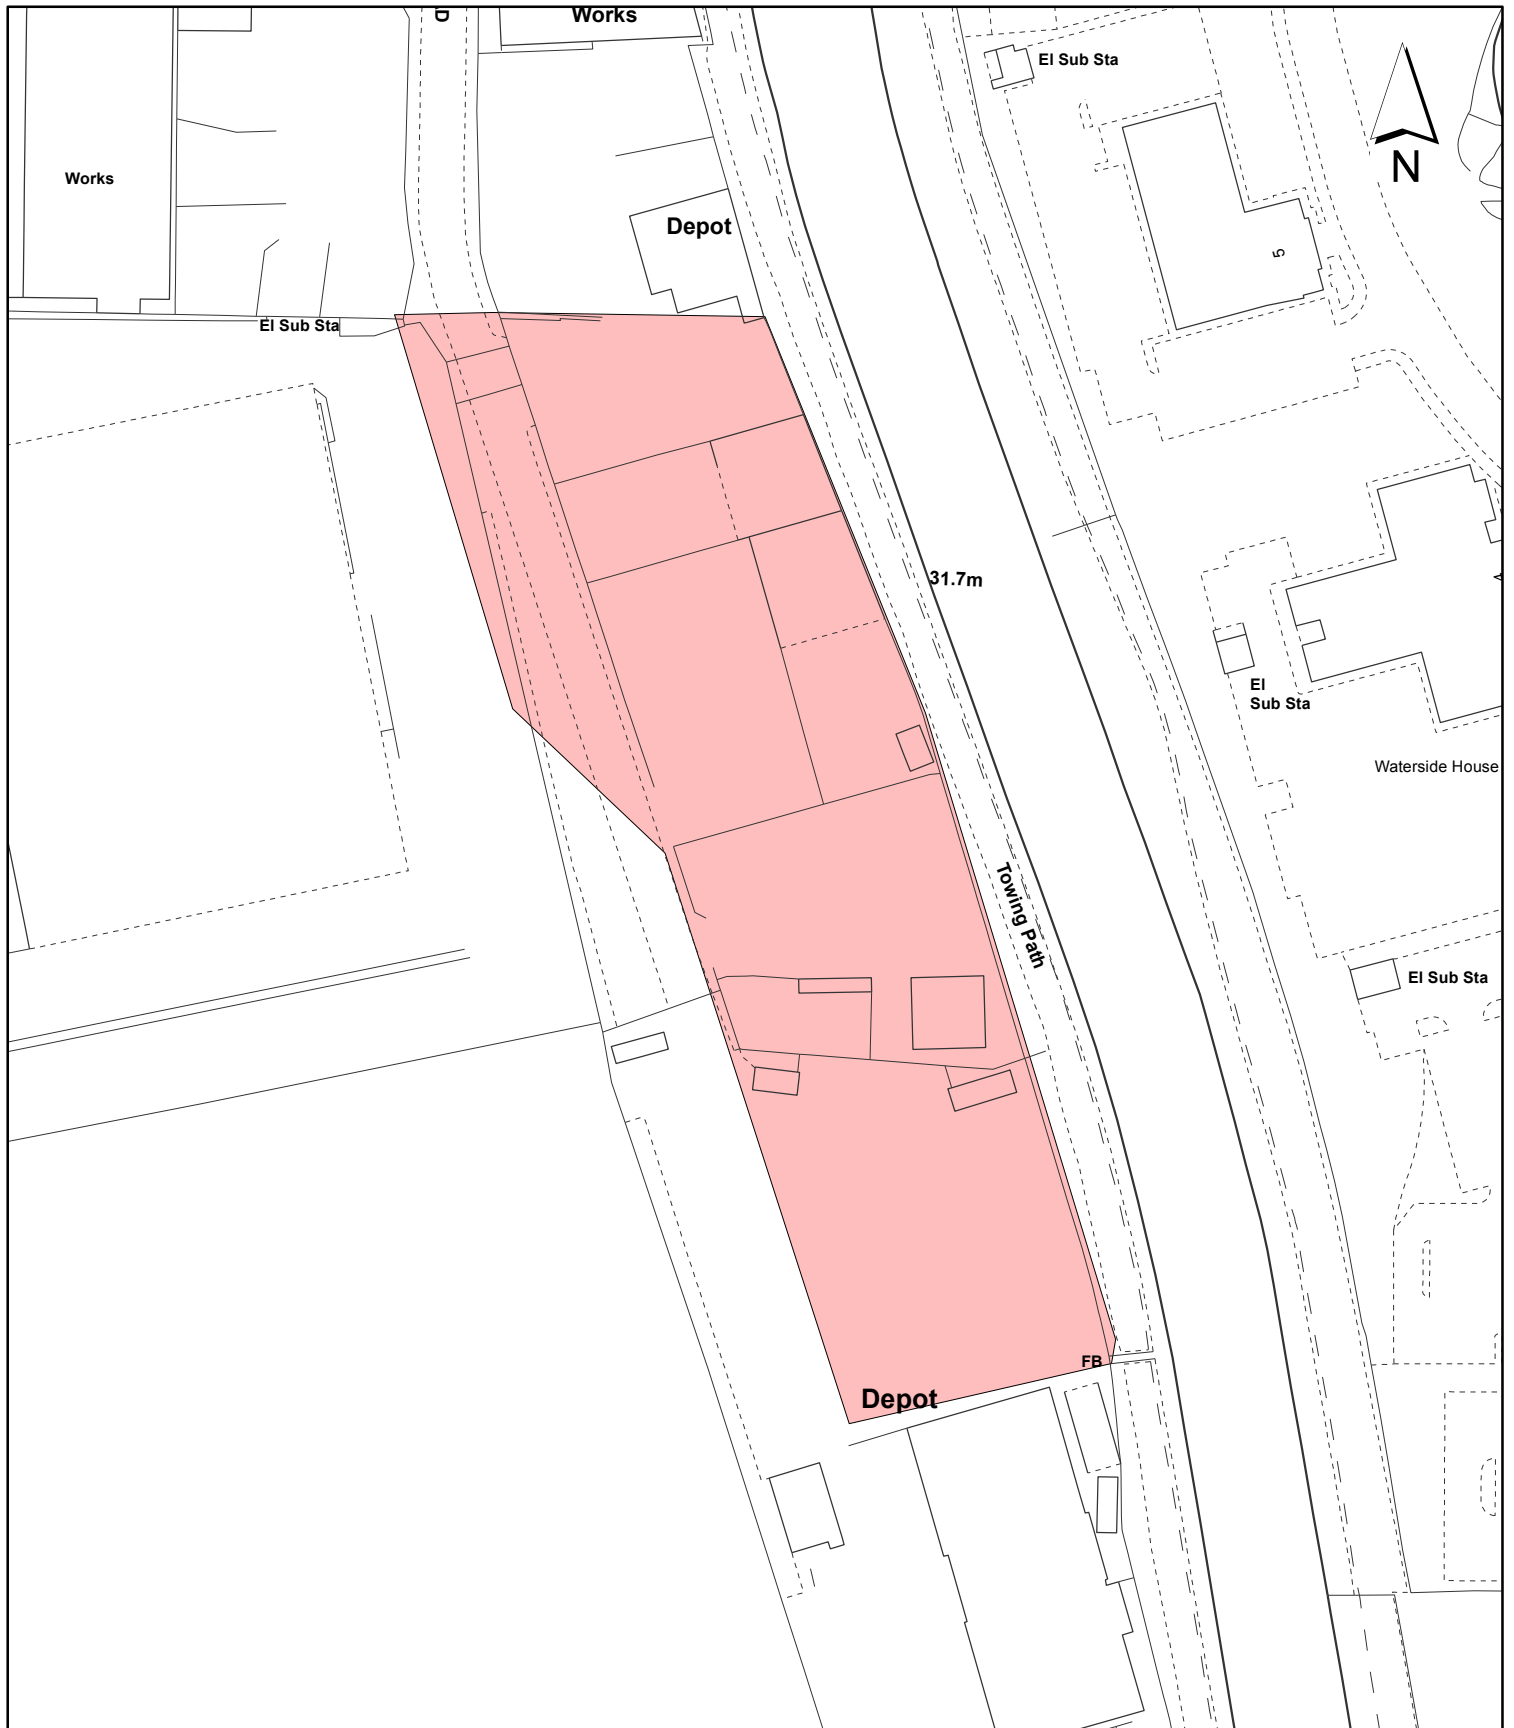 D
Works
El Sub Sta
N
Works
Depot
5
El Sub Sta
31.7m
4
El
Sub Sta
Waterside House
Towing Path
El Sub Sta
FB
Depot